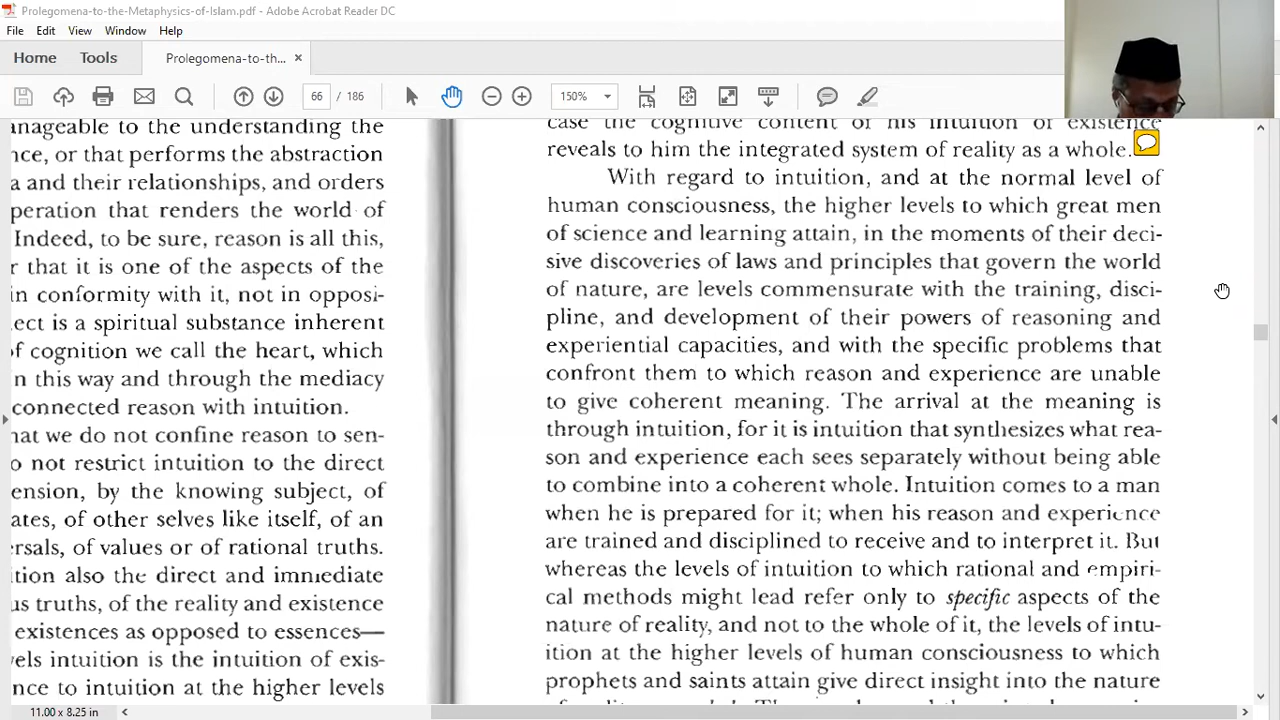 Prolegomena-to-the-Metaphysics-of-Islam.pdf - Adobe Acrobat Reader DC
File Edit View Window Help
Home Tools Prolegomena-to-th... ×
66 / 186 150%
anageable to the understanding the
nce, or that performs the abstraction
a and their relationships, and orders
peration that renders the world of
Indeed, to be sure, reason is all this,
r that it is one of the aspects of the
in conformity with it, not in opposi-
ect is a spiritual substance inherent
of cognition we call the heart, which
n this way and through the mediacy
connected reason with intuition.
hat we do not confine reason to sen-
o not restrict intuition to the direct
ension, by the knowing subject, of
ates, of other selves like itself, of an
ersals, of values or of rational truths.
ition also the direct and immediate
us truths, of the reality and existence
existences as opposed to essences—
vels intuition is the intuition of exis-
nce to intuition at the higher levels
case the cognitive content of his intuition of existence
reveals to him the integrated system of reality as a whole.
With regard to intuition, and at the normal level of
human consciousness, the higher levels to which great men
of science and learning attain, in the moments of their deci-
sive discoveries of laws and principles that govern the world
of nature, are levels commensurate with the training, disci-
pline, and development of their powers of reasoning and
experiential capacities, and with the specific problems that
confront them to which reason and experience are unable
to give coherent meaning. The arrival at the meaning is
through intuition, for it is intuition that synthesizes what rea-
son and experience each sees separately without being able
to combine into a coherent whole. Intuition comes to a man
when he is prepared for it; when his reason and experience
are trained and disciplined to receive and to interpret it. But
whereas the levels of intuition to which rational and empiri-
cal methods might lead refer only to specific aspects of the
nature of reality, and not to the whole of it, the levels of intu-
ition at the higher levels of human consciousness to which
prophets and saints attain give direct insight into the nature
11.00 x 8.25 in